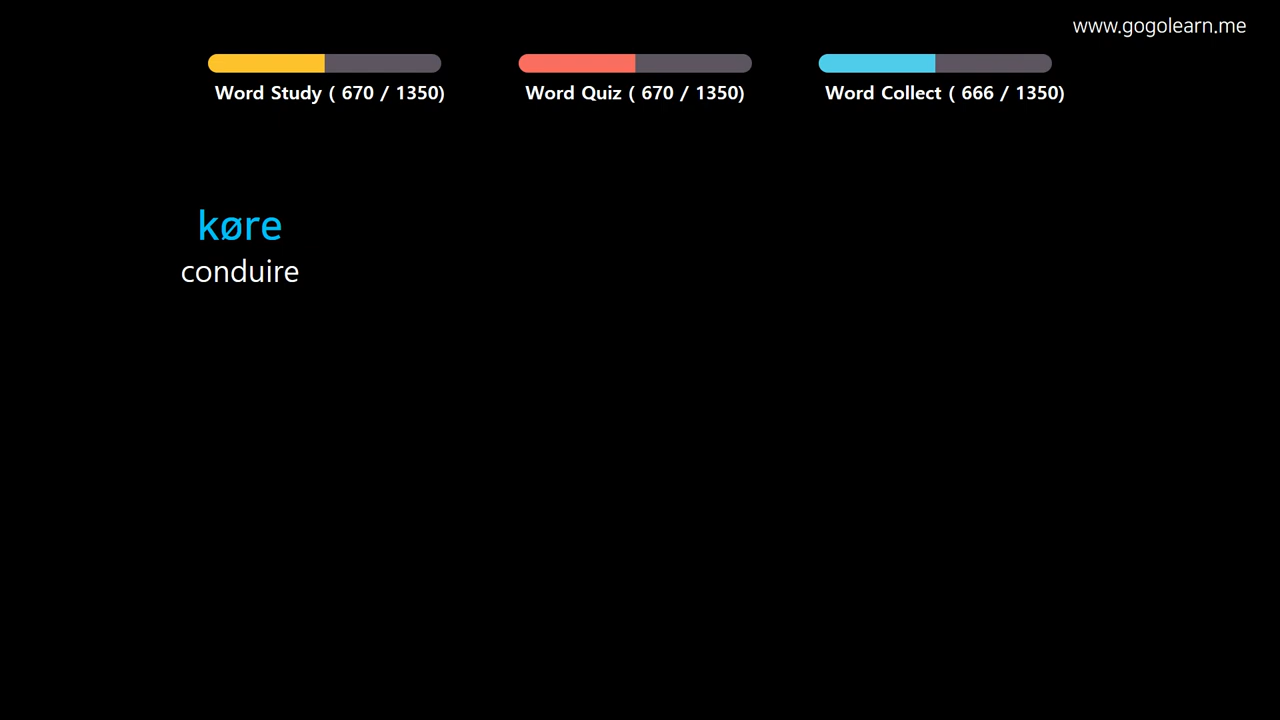 www.gogolearn.me
Word Study ( 670 / 1350)
Word Quiz ( 670 / 1350)
Word Collect ( 666 / 1350)
køre
conduire